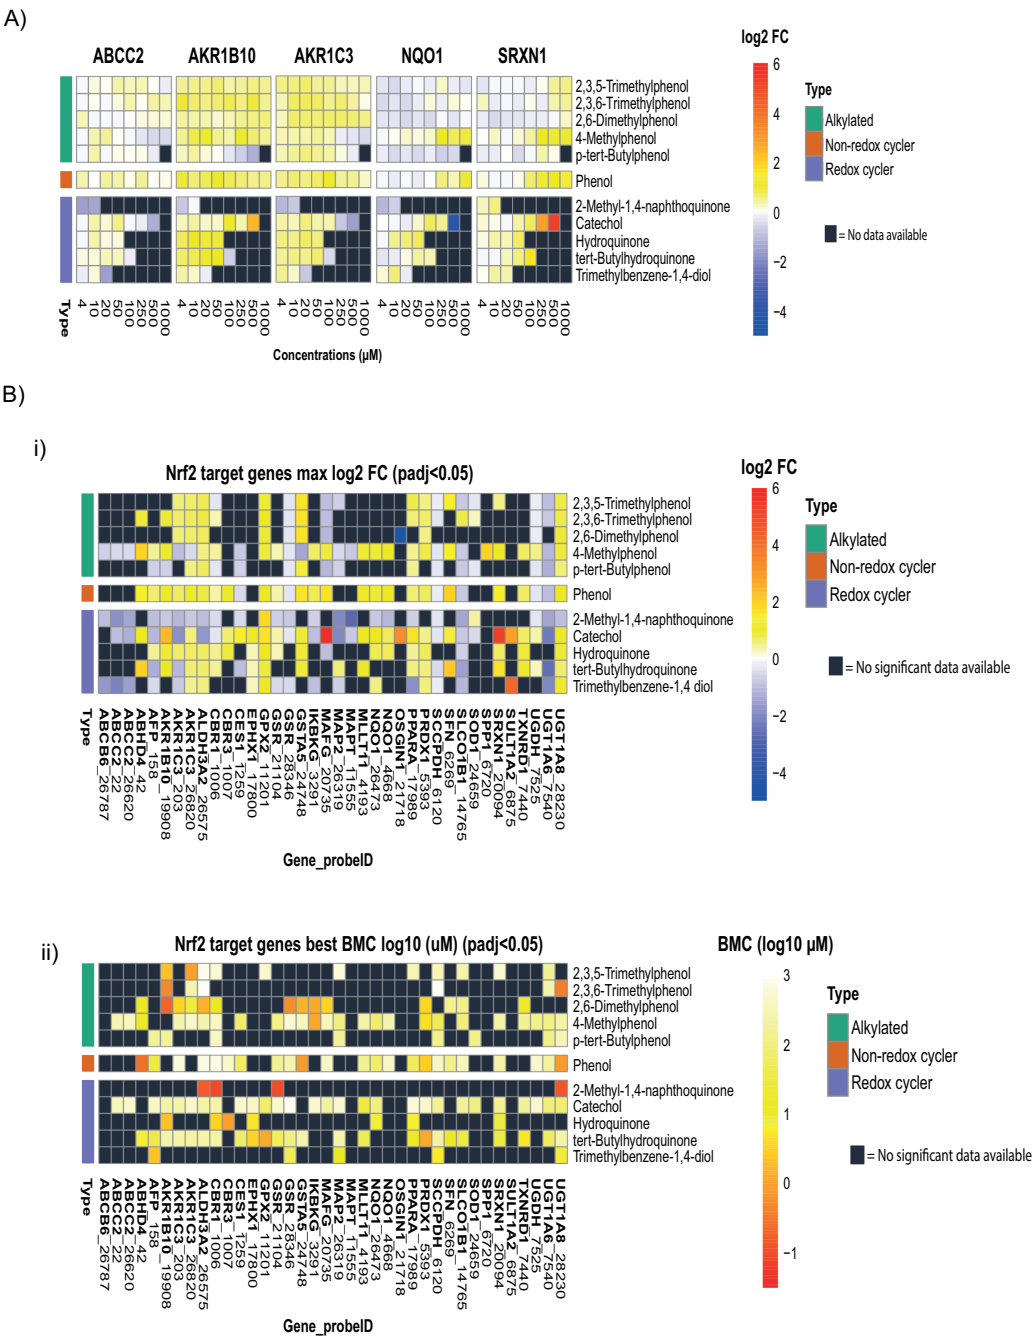 A)
ABCC2 AKR1B10 AKR1C3 NQO1 SRXN1
2,3,5-Trimethylphenol
2,3,6-Trimethylphenol
2,6-Dimethylphenol
4-Methylphenol
p-tert-Butylphenol
Phenol
2-Methyl-1,4-naphthoquinone
Catechol
Hydroquinone
tert-Butylhydroquinone
Trimethylbenzene-1,4-diol
Type
4 10 20 50 100 250 500 1000
4 10 20 50 100 250 500 1000
4 10 20 50 100 250 500 1000
4 10 20 50 100 250 500 1000
4 10 20 50 100 250 500 1000
Concentrations (µM)
log2 FC
6
4
2
0
−2
−4
Type
Alkylated
Non-redox cycler
Redox cycler
= No data available
B)
i)
Nrf2 target genes max log2 FC (padj<0.05)
2,3,5-Trimethylphenol
2,3,6-Trimethylphenol
2,6-Dimethylphenol
4-Methylphenol
p-tert-Butylphenol
Phenol
2-Methyl-1,4-naphthoquinone
Catechol
Hydroquinone
tert-Butylhydroquinone
Trimethylbenzene-1,4 diol
Type
ABCB6_26787
ABCC2_22
ABCC2_26620
ABHD4_42
AFP_158
AKR1B10_19908
AKR1C3_203
AKR1C3_26820
ALDH3A2_26575
CBR1_1006
CBR3_1007
CES1_1259
EPHX1_17800
GPX2_11201
GSR_21104
GSR_28346
GSTA5_24748
IKBKG_3291
MAFG_20735
MAP2_26319
MAPT_11555
MLLT11_4193
NQO1_26473
NQO1_4668
OSGIN1_21718
PPARA_17989
PRDX1_5393
SCCPDH_6120
SFN_6269
SLCO1B1_14765
SOD1_24659
SPP1_6720
SRXN1_20094
SULT1A2_6875
TXNRD1_7440
UGDH_7525
UGT1A6_7540
UGT1A8_28230
Gene_probeID
log2 FC
6
4
2
0
−2
−4
Type
Alkylated
Non-redox cycler
Redox cycler
= No significant data available
ii)
Nrf2 target genes best BMC log10 (uM) (padj<0.05)
2,3,5-Trimethylphenol
2,3,6-Trimethylphenol
2,6-Dimethylphenol
4-Methylphenol
p-tert-Butylphenol
Phenol
2-Methyl-1,4-naphthoquinone
Catechol
Hydroquinone
tert-Butylhydroquinone
Trimethylbenzene-1,4-diol
Type
ABCB6_26787
ABCC2_22
ABCC2_26620
ABHD4_42
AFP_158
AKR1B10_19908
AKR1C3_203
AKR1C3_26820
ALDH3A2_26575
CBR1_1006
CBR3_1007
CES1_1259
EPHX1_17800
GPX2_11201
GSR_21104
GSR_28346
GSTA5_24748
IKBKG_3291
MAFG_20735
MAP2_26319
MAPT_11555
MLLT11_4193
NQO1_26473
NQO1_4668
OSGIN1_21718
PPARA_17989
PRDX1_5393
SCCPDH_6120
SFN_6269
SLCO1B1_14765
SOD1_24659
SPP1_6720
SRXN1_20094
SULT1A2_6875
TXNRD1_7440
UGDH_7525
UGT1A6_7540
UGT1A8_28230
Gene_probeID
BMC (log10 µM)
3
2
1
0
−1
Type
Alkylated
Non-redox cycler
Redox cycler
= No significant data available